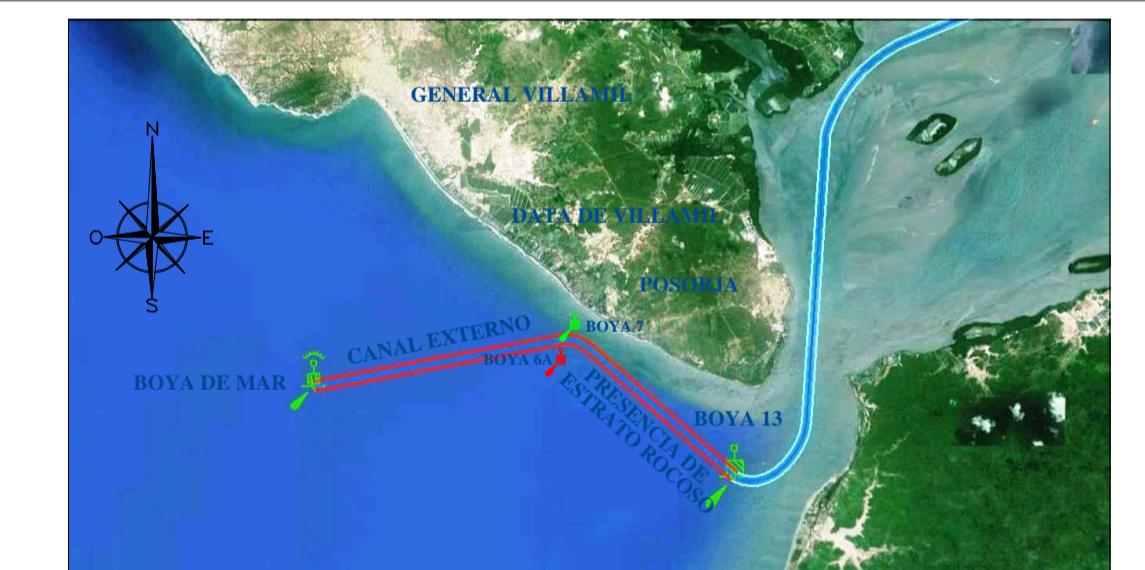 GENERAL VILLAMIL
N
DATA DE VILLAMIL
O
E
POSORJA
S
BOYA 7
CANAL EXTERNO
BOYA 6A
BOYA DE MAR
PRESENCIA DE
ESTRATO ROCOSO
BOYA 13